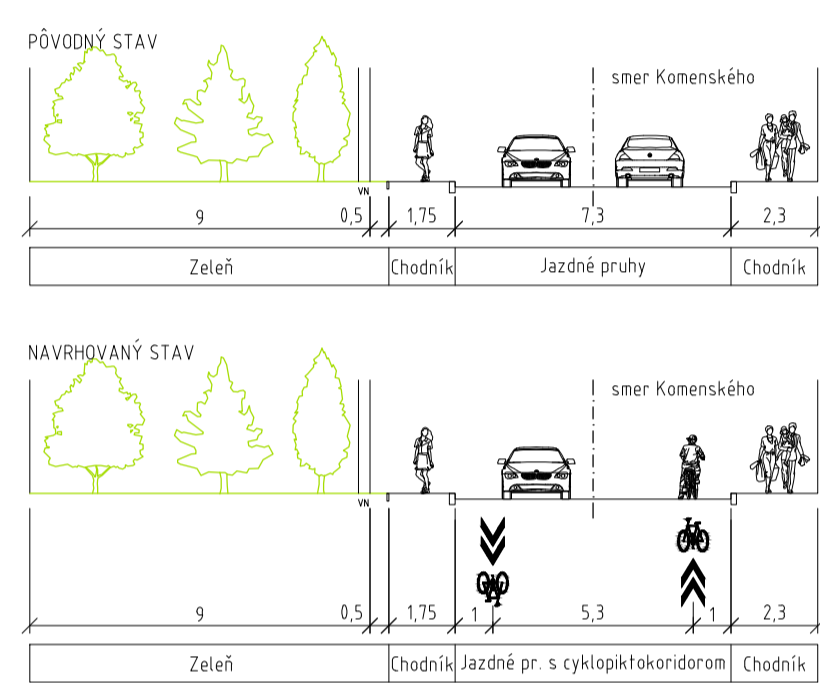 PÔVODNÝ STAV
smer Komenského
VN
9 0,5 1,75 7,3 2,3
Zeleň Chodník Jazdné pruhy Chodník
NAVRHOVANÝ STAV
smer Komenského
VN
9 0,5 1,75 1 5,3 1 2,3
Zeleň Chodník Jazdné pr. s cyklopiktokoridorom Chodník